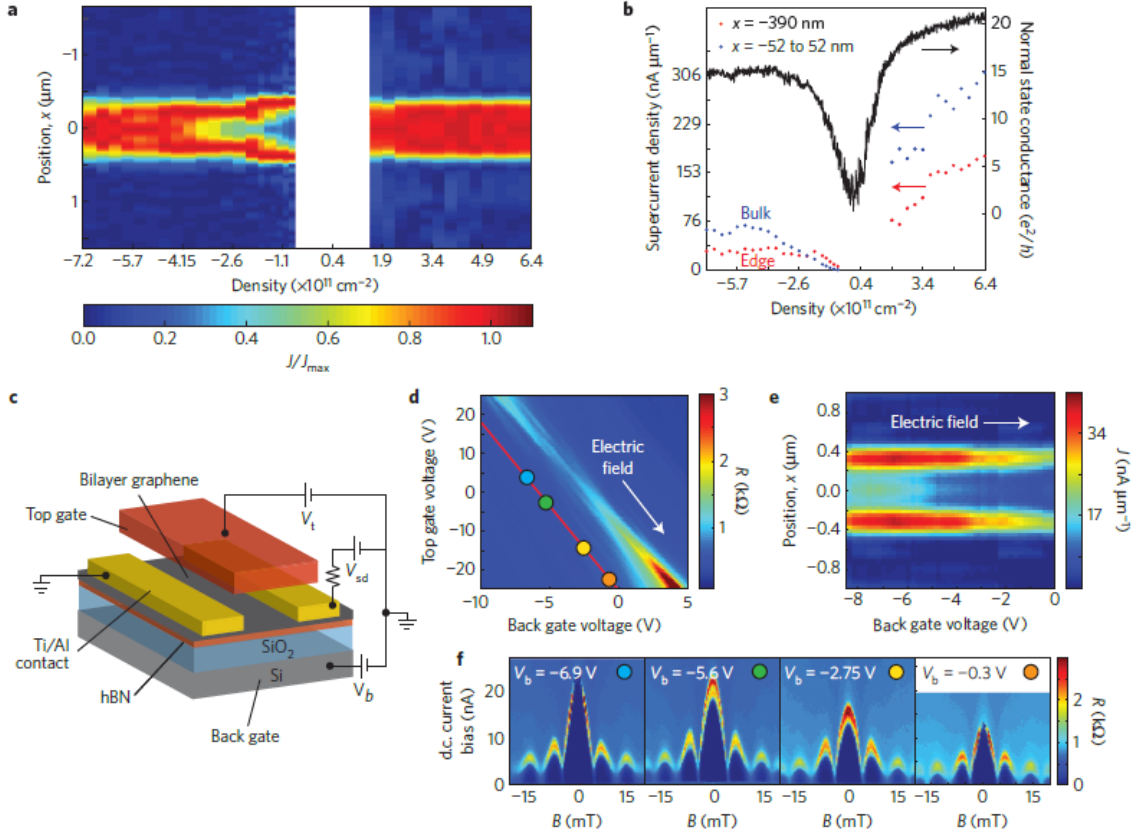 a
Position, x (µm)
−1
0
1
−7.2 −5.7 −4.15 −2.6 −1.1 0.4 1.9 3.4 4.9 6.4
Density (×10¹¹ cm⁻²)
0.0 0.2 0.4 0.6 0.8 1.0
J/Jmax
b
x = −390 nm
x = −52 to 52 nm
Supercurrent density (nA µm⁻¹)
306
229
153
76
0
Bulk
Edge
−5.7 −2.6 0.4 3.4 6.4
Density (×10¹¹ cm⁻²)
20
15
10
5
0
Normal state conductance (e²/h)
c
Bilayer graphene
Top gate
Vt
Vsd
Ti/Al
contact
hBN
SiO₂
Si
Vb
Back gate
d
Top gate voltage (V)
20
10
0
−10
−20
Electric
field
−10 −5 0 5
Back gate voltage (V)
3
2
1
R (kΩ)
e
Position, x (µm)
0.8
0.4
0.0
−0.4
−0.8
Electric field
−8 −6 −4 −2 0
Back gate voltage (V)
34
17
J (nA µm⁻¹)
f
d.c. current
bias (nA)
20
10
0
Vb = −6.9 V
Vb = −5.6 V
Vb = −2.75 V
Vb = −0.3 V
−15 0 15 −15 0 15 −15 0 15 −15 0 15
B (mT) B (mT) B (mT) B (mT)
2
1
0
R (kΩ)